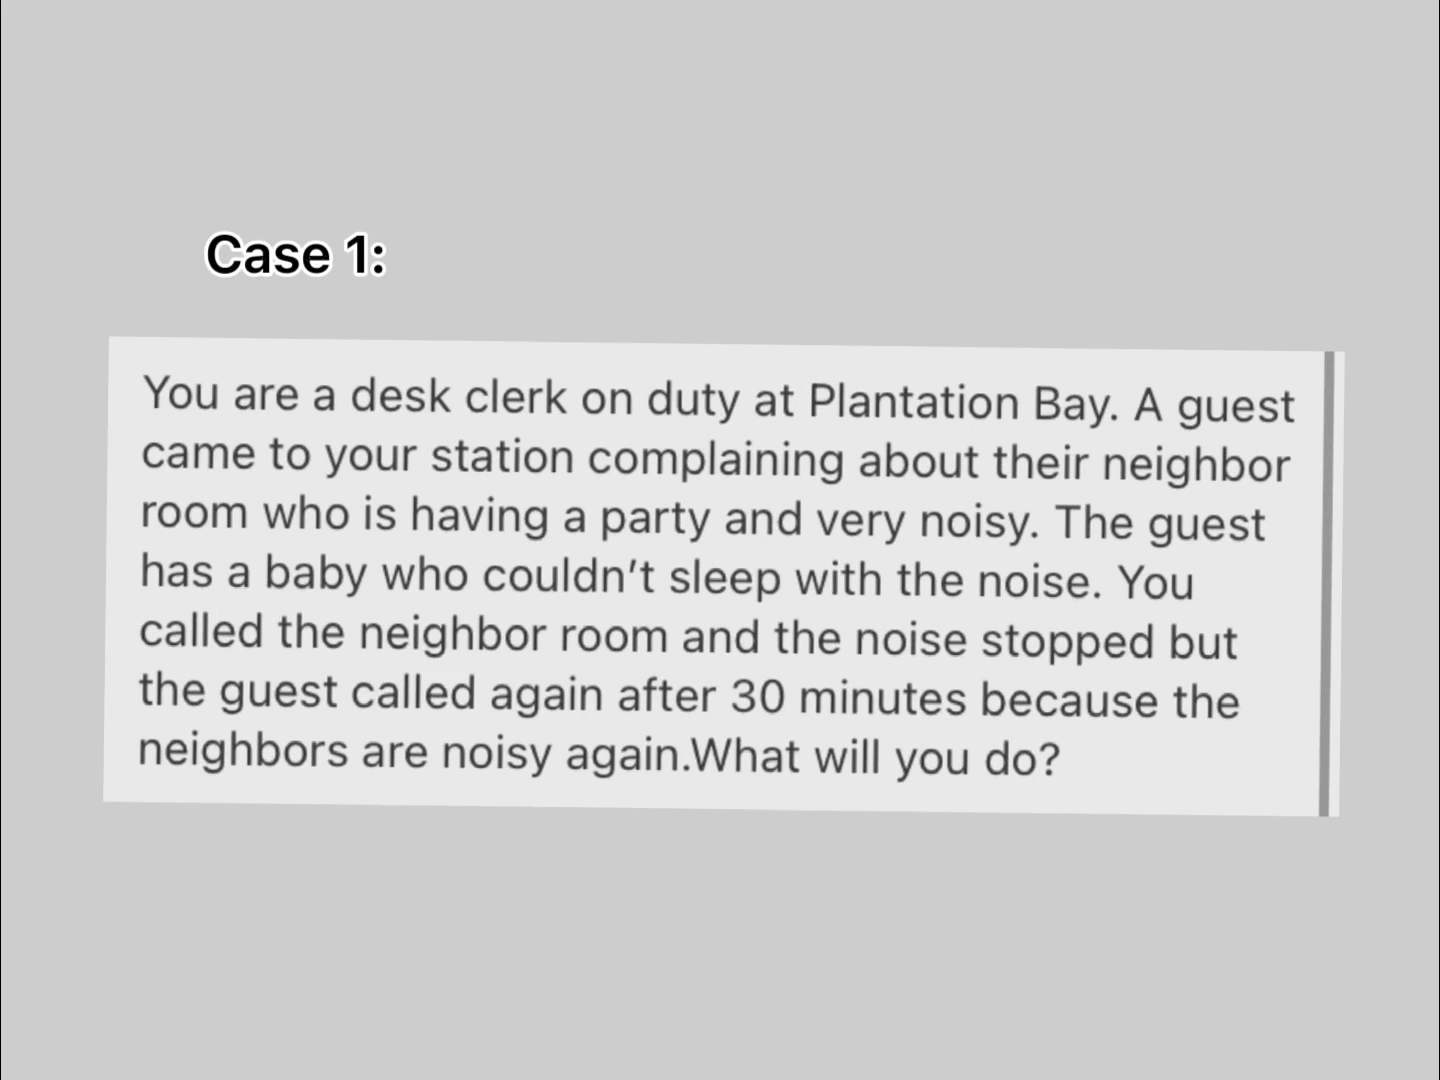 Case 1:
You are a desk clerk on duty at Plantation Bay. A guest
came to your station complaining about their neighbor
room who is having a party and very noisy. The guest
has a baby who couldn't sleep with the noise. You
called the neighbor room and the noise stopped but
the guest called again after 30 minutes because the
neighbors are noisy again.What will you do?